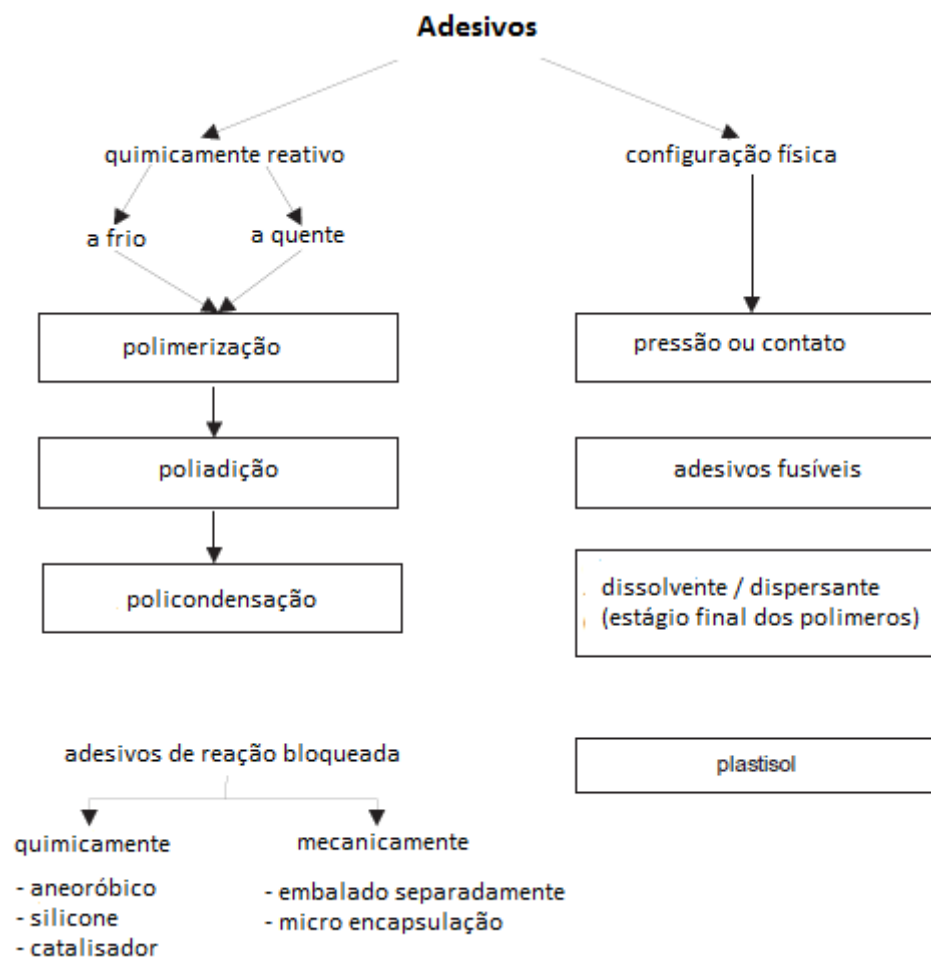 Adesivos
quimicamente reativo
configuração física
a frio
a quente
polimerização
pressão ou contato
poliadição
adesivos fusíveis
policondensação
dissolvente / dispersante
(estágio final dos polimeros)
adesivos de reação bloqueada
plastisol
quimicamente
mecanicamente
- aneoróbico
- silicone
- catalisador
- embalado separadamente
- micro encapsulação